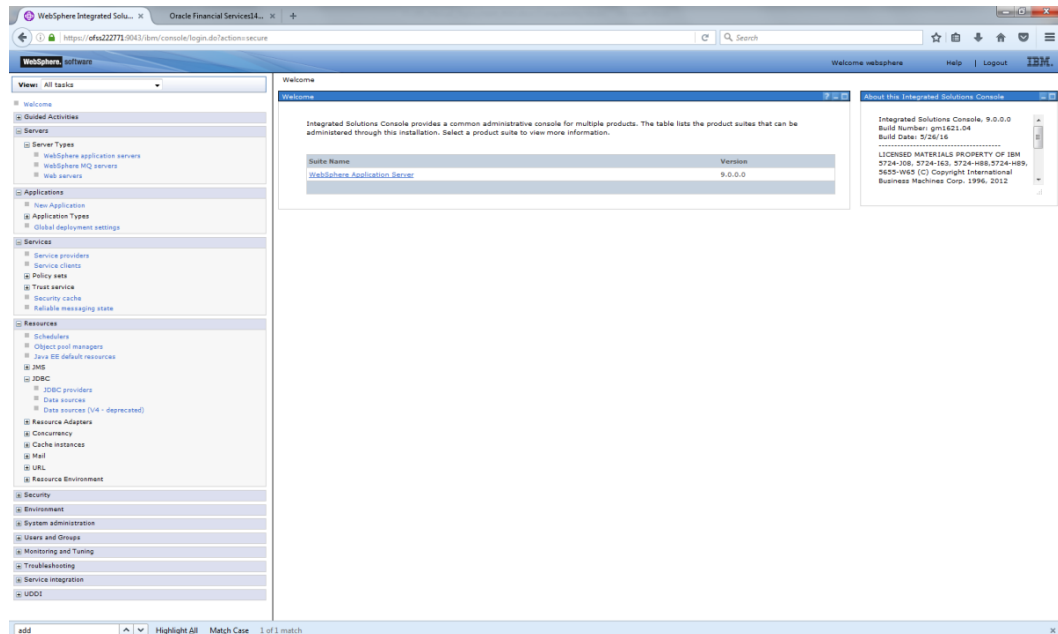 WebSphere Integrated Solu... ×
Oracle Financial Services14... ×
+
https://ofss222771:9043/ibm/console/login.do?action=secure
Search
WebSphere. software
Welcome websphere
Help | Logout
IBM.
View: All tasks
Welcome
Guided Activities
Servers
Server Types
WebSphere application servers
WebSphere MQ servers
Web servers
Applications
New Application
Application Types
Global deployment settings
Services
Service providers
Service clients
Policy sets
Trust service
Security cache
Reliable messaging state
Resources
Schedulers
Object pool managers
Java EE default resources
JMS
JDBC
JDBC providers
Data sources
Data sources (V4 - deprecated)
Resource Adapters
Concurrency
Cache instances
Mail
URL
Resource Environment
Security
Environment
System administration
Users and Groups
Monitoring and Tuning
Troubleshooting
Service integration
UDDI
Welcome
Welcome
Integrated Solutions Console provides a common administrative console for multiple products. The table lists the product suites that can be
administered through this installation. Select a product suite to view more information.
Suite Name Version
WebSphere Application Server 9.0.0.0
About this Integrated Solutions Console
Integrated Solutions Console, 9.0.0.0
Build Number: gm1621.04
Build Date: 5/26/16
----------------------------------------
LICENSED MATERIALS PROPERTY OF IBM
5724-J08, 5724-I63, 5724-H88,5724-H89,
5655-W65 (C) Copyright International
Business Machines Corp. 1996, 2012
add
Highlight All Match Case 1 of 1 match